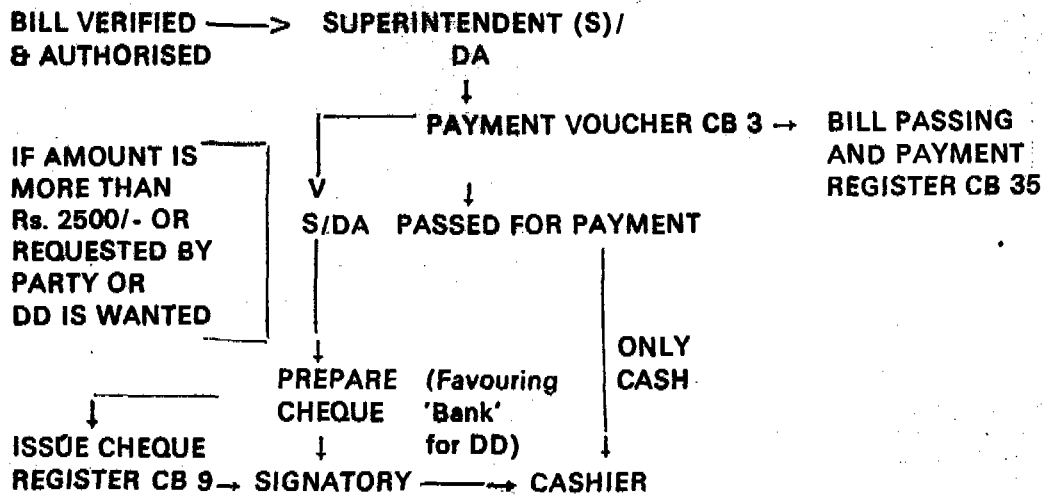 BILL VERIFIED → SUPERINTENDENT (S)/
& AUTHORISED DA
PAYMENT VOUCHER CB 3 → BILL PASSING
AND PAYMENT
REGISTER CB 35
IF AMOUNT IS
MORE THAN
Rs. 2500/- OR
REQUESTED BY
PARTY OR
DD IS WANTED
S/DA PASSED FOR PAYMENT
ONLY
CASH
PREPARE (Favouring
CHEQUE 'Bank'
for DD)
ISSUE CHEQUE
REGISTER CB 9 → SIGNATORY → CASHIER